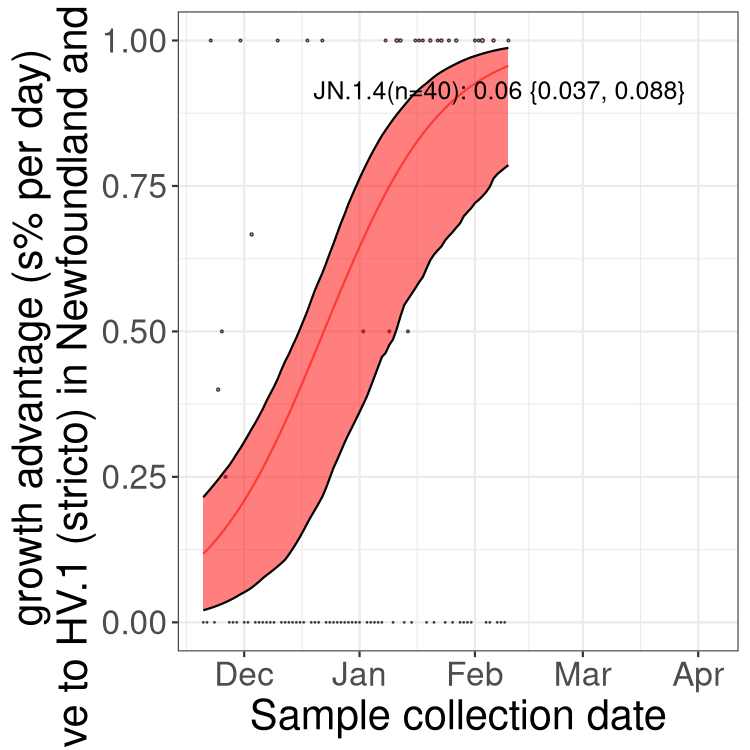 growth advantage (s% per day)
ve to HV.1 (stricto) in Newfoundland and
1.00
0.75
0.50
0.25
0.00
JN.1.4(n=40): 0.06 {0.037, 0.088}
Dec Jan Feb Mar Apr
Sample collection date